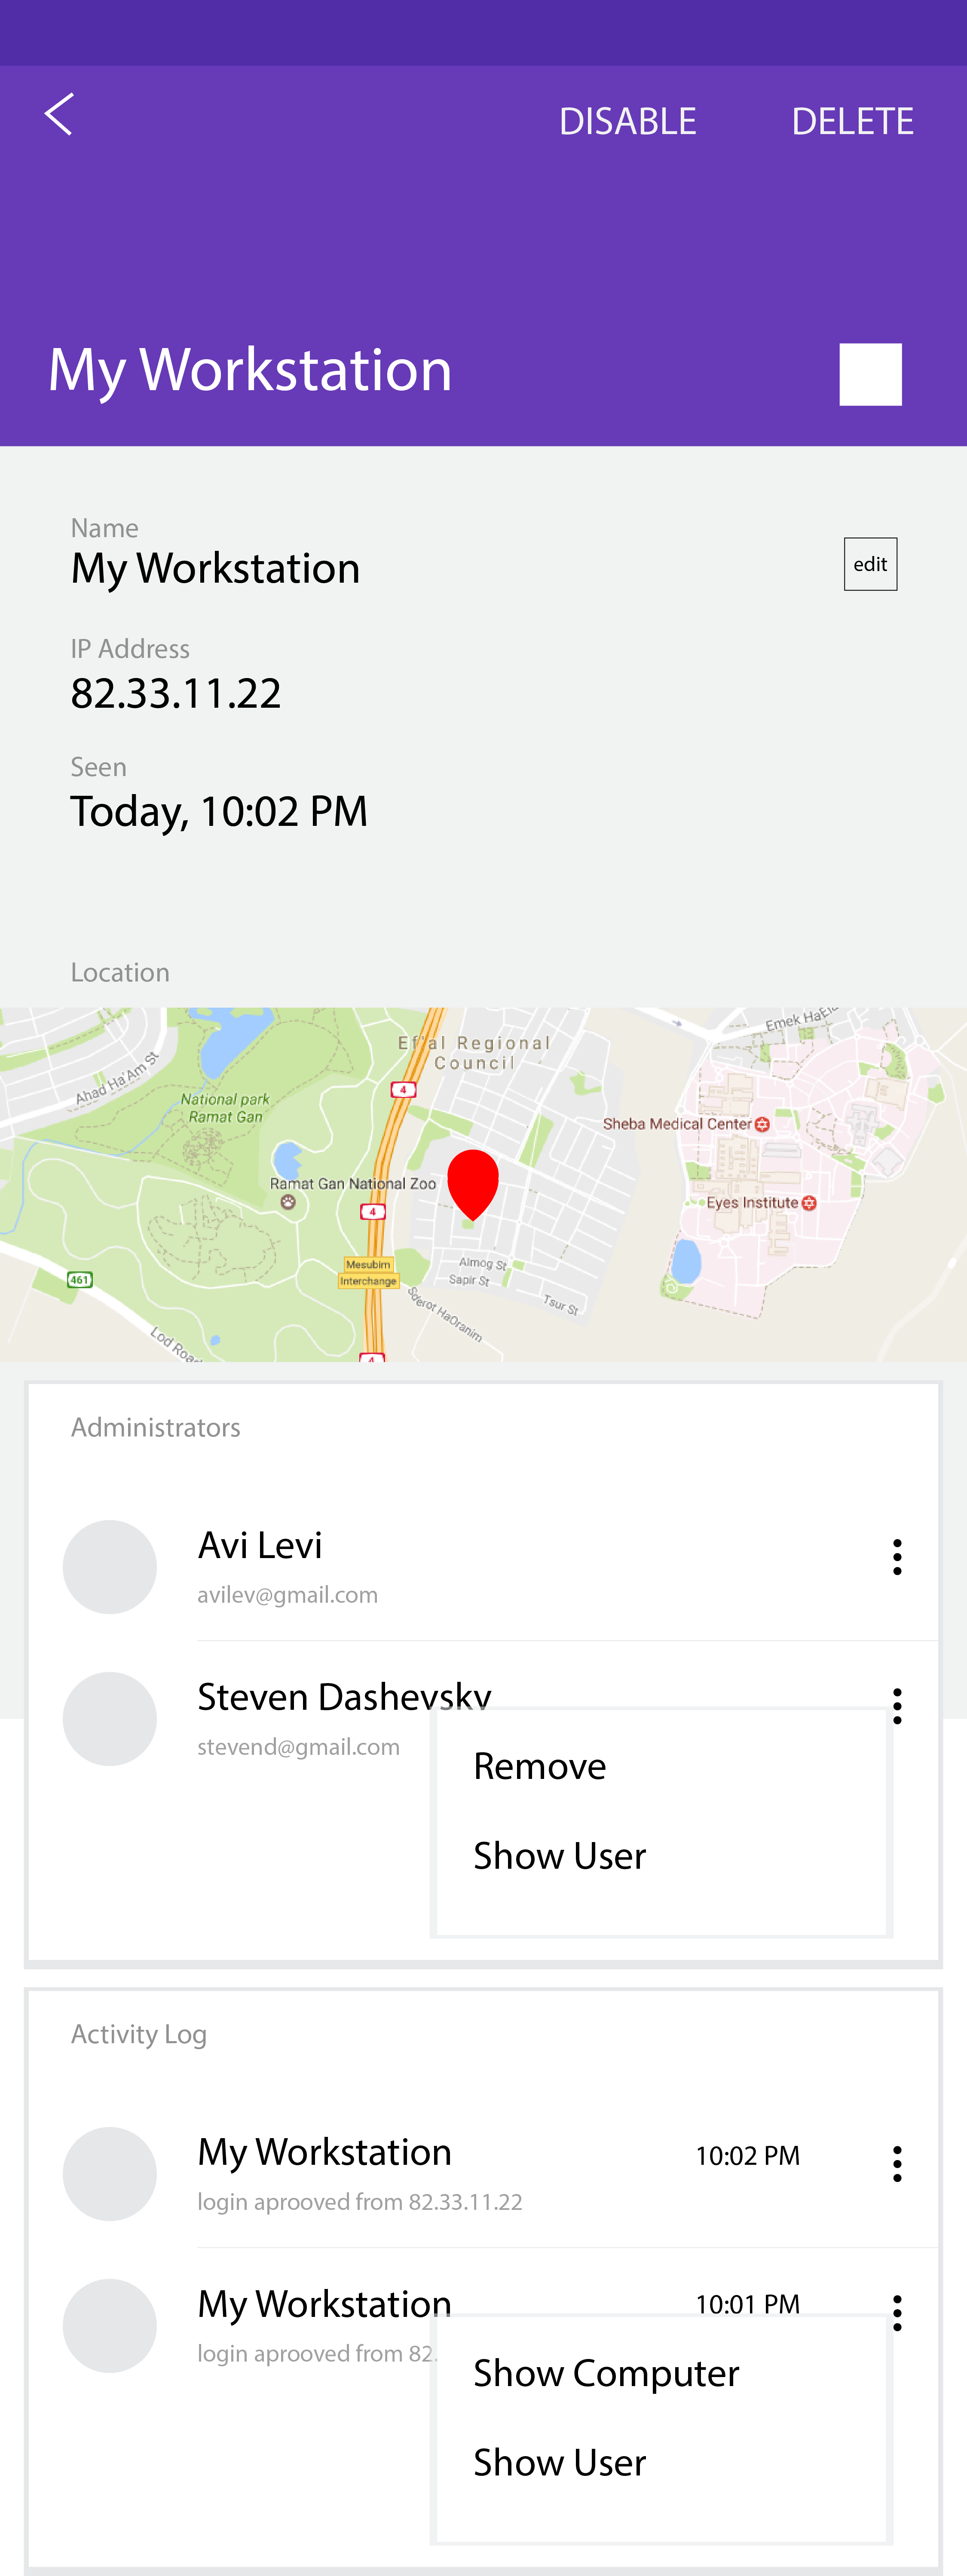 DISABLE DELETE
My Workstation
Name
My Workstation
edit
IP Address
82.33.11.22
Seen
Today, 10:02 PM
Location
Emek HaEla
Ef'al Regional
Council
Ahad Ha'Am St
4
National park
Ramat Gan
Sheba Medical Center
Ramat Gan National Zoo
Eyes Institute
4
Mesubim
Interchange
461
Almog St
Sapir St
Tsur St
Sderot HaOranim
Lod Road
4
Administrators
Avi Levi
avilev@gmail.com
Steven Dashevsky
stevend@gmail.com
Remove
Show User
Activity Log
My Workstation 10:02 PM
login aprooved from 82.33.11.22
My Workstation 10:01 PM
login aprooved from 82.
Show Computer
Show User